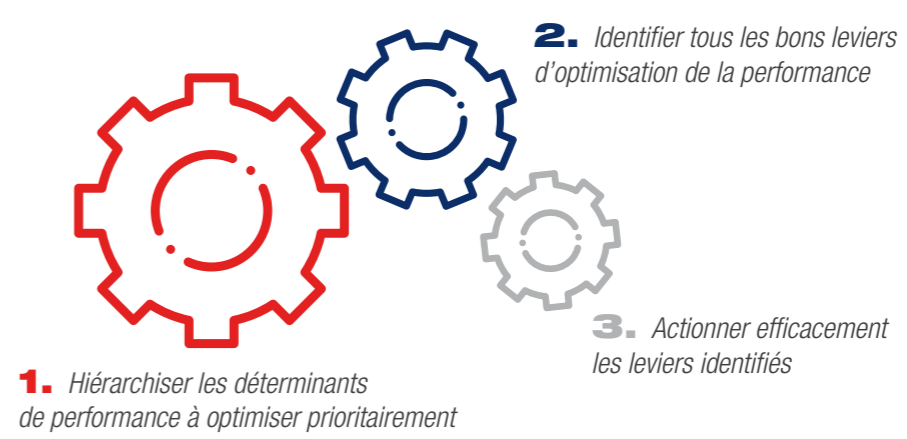 2. Identifier tous les bons leviers
d’optimisation de la performance
3. Actionner efficacement
les leviers identifiés
1. Hiérarchiser les déterminants
de performance à optimiser prioritairement